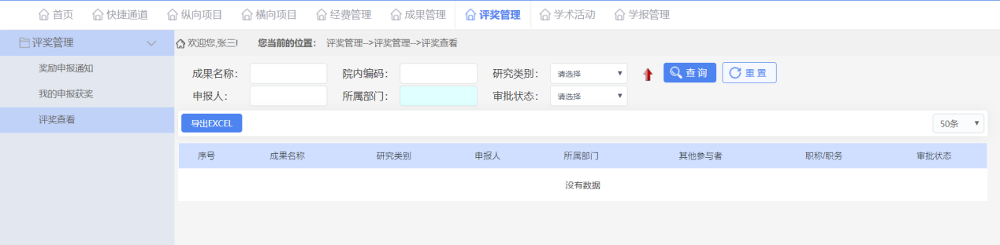 首页 快捷通道 纵向项目 横向项目 经费管理 成果管理 评奖管理 学术活动 学报管理
评奖管理
奖励申报通知
我的申报获奖
评奖查看
欢迎您,张三! 您当前的位置： 评奖管理-->评奖管理-->评奖查看
成果名称： 院内编码： 研究类别： 请选择 查 询 重 置
申报人： 所属部门： 审批状态： 请选择
导出EXCEL 50条
序号 成果名称 研究类别 申报人 所属部门 其他参与者 职称/职务 审批状态
没有数据